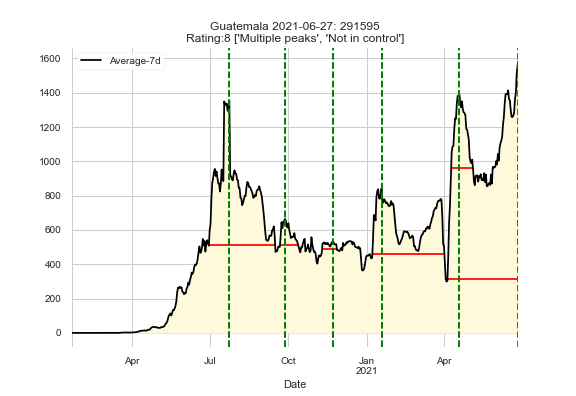 Guatemala 2021-06-27: 291595
Rating:8 ['Multiple peaks', 'Not in control']
Average-7d
1600
1400
1200
1000
800
600
400
200
0
Apr
Jul
Oct
Jan
2021
Apr
Date